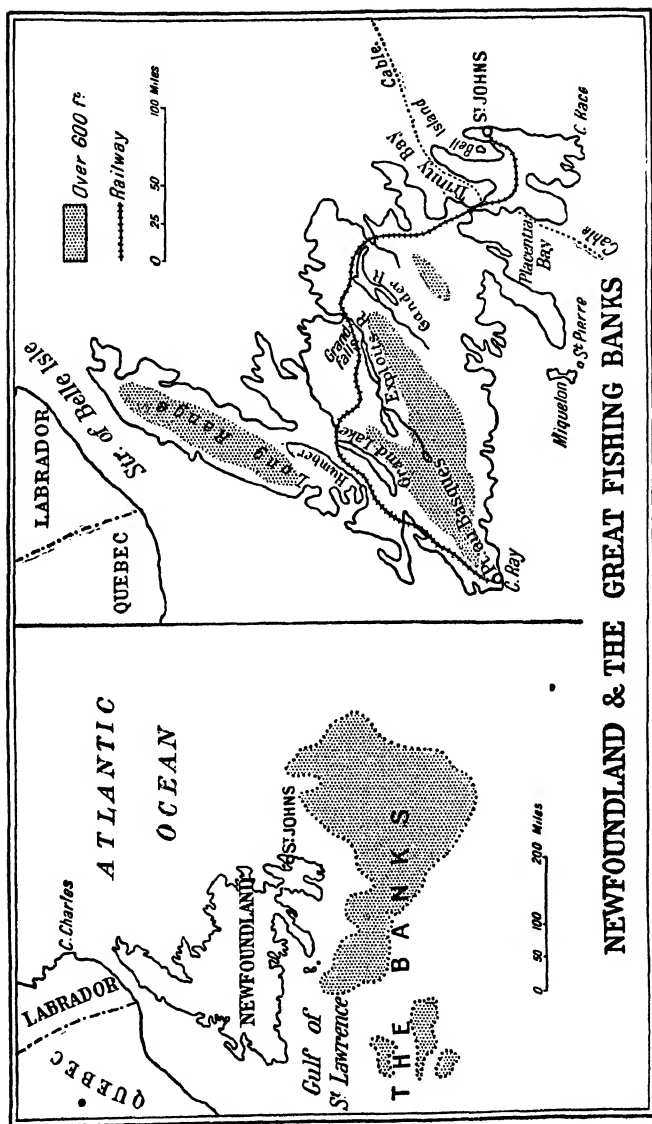 ATLANTIC
OCEAN
C. Charles
LABRADOR
QUEBEC
NEWFOUNDLAND
ST JOHNS
Gulf of
St Lawrence
THE BANKS
0 50 100 200 Miles
LABRADOR
QUEBEC
Str. of Belle Isle
Over 600 ft.
Railway
0 25 50 100 Miles
Long Range
Humber
Grand Lake
Grand
Falls
Exploits R.
Gander R
Trinity Bay
Bell Island
Cable
ST JOHNS
C. Race
Placentia
Bay
Cable
Pt. au Basques
C. Ray
Miquelon
St Pierre
NEWFOUNDLAND & THE GREAT FISHING BANKS